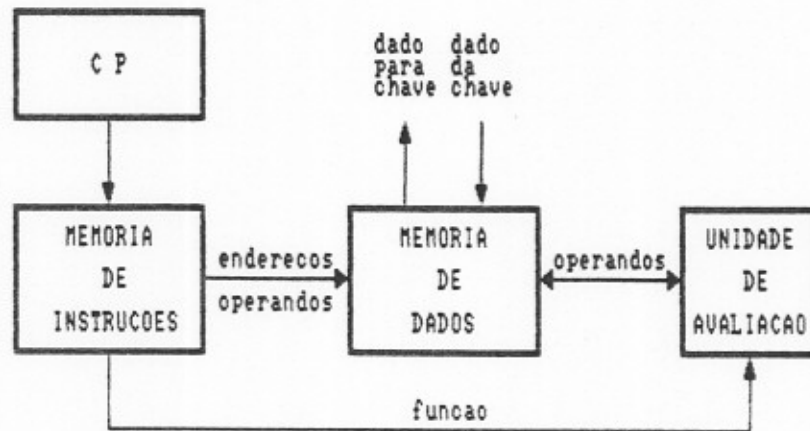 C P
dado dado
para da
chave chave
MEMORIA
DE
INSTRUCOES
enderecos
operandos
MEMORIA
DE
DADOS
operandos
UNIDADE
DE
AVALIACAO
funcao